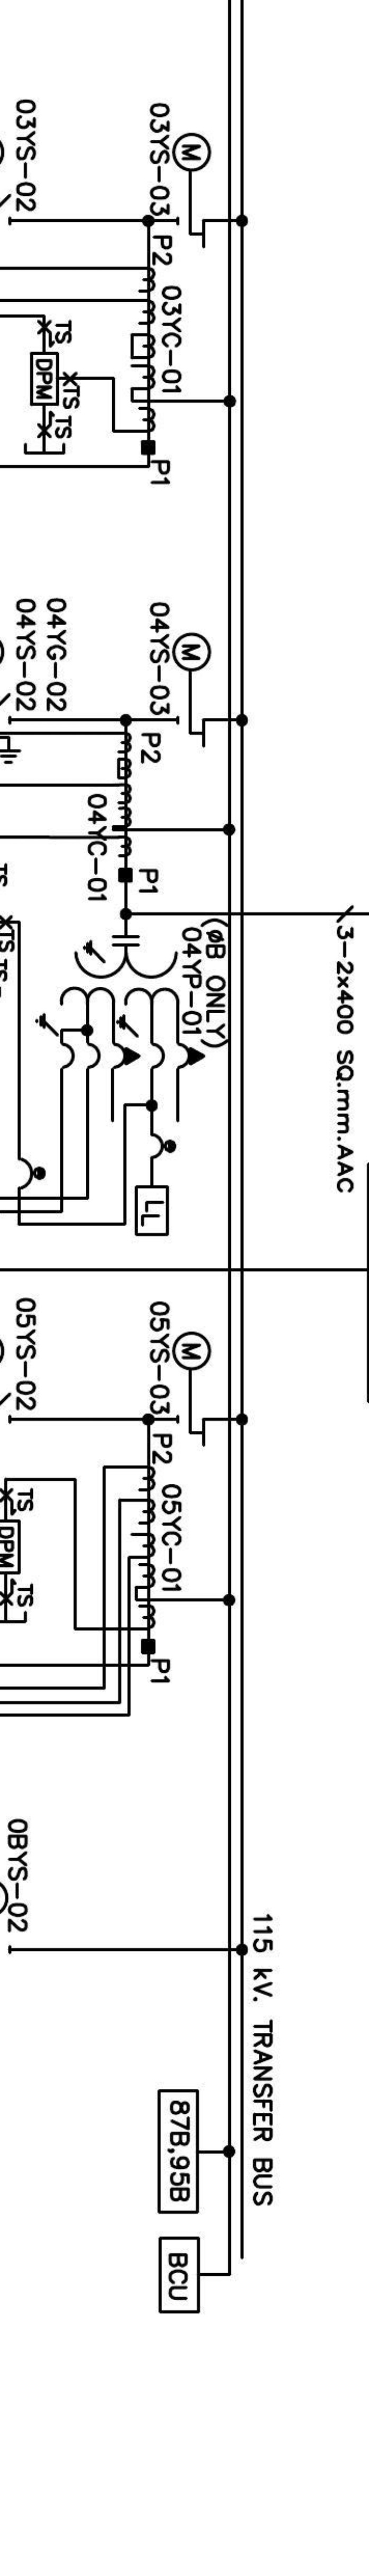 03YS-02
03YS-03
M
P2
03YC-01
TS
DPM
TS
TS
P1
04YG-02
04YS-02
04YS-03
M
P2
04YC-01
P1
(ØB ONLY)
04YP-01
3-2x400 SQ.mm.AAC
TS
TS
TS
LL
05YS-02
05YS-03
M
P2
05YC-01
TS
DPM
TS
P1
0BYS-02
115 kV. TRANSFER BUS
87B,95B
BCU